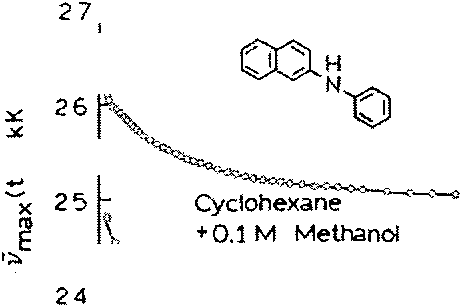 27
H
N
26
ν̄max(t kK
25
Cyclohexane
+0.1 M Methanol
24